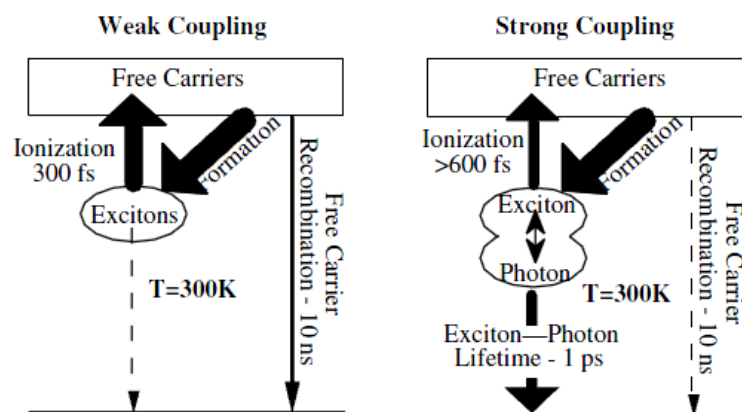 Weak Coupling
Free Carriers
Ionization
300 fs
Formation
Excitons
T=300K
Free Carrier
Recombination - 10 ns
Strong Coupling
Free Carriers
Ionization
>600 fs
Formation
Exciton
Photon
T=300K
Exciton—Photon
Lifetime - 1 ps
Free Carrier
Recombination - 10 ns